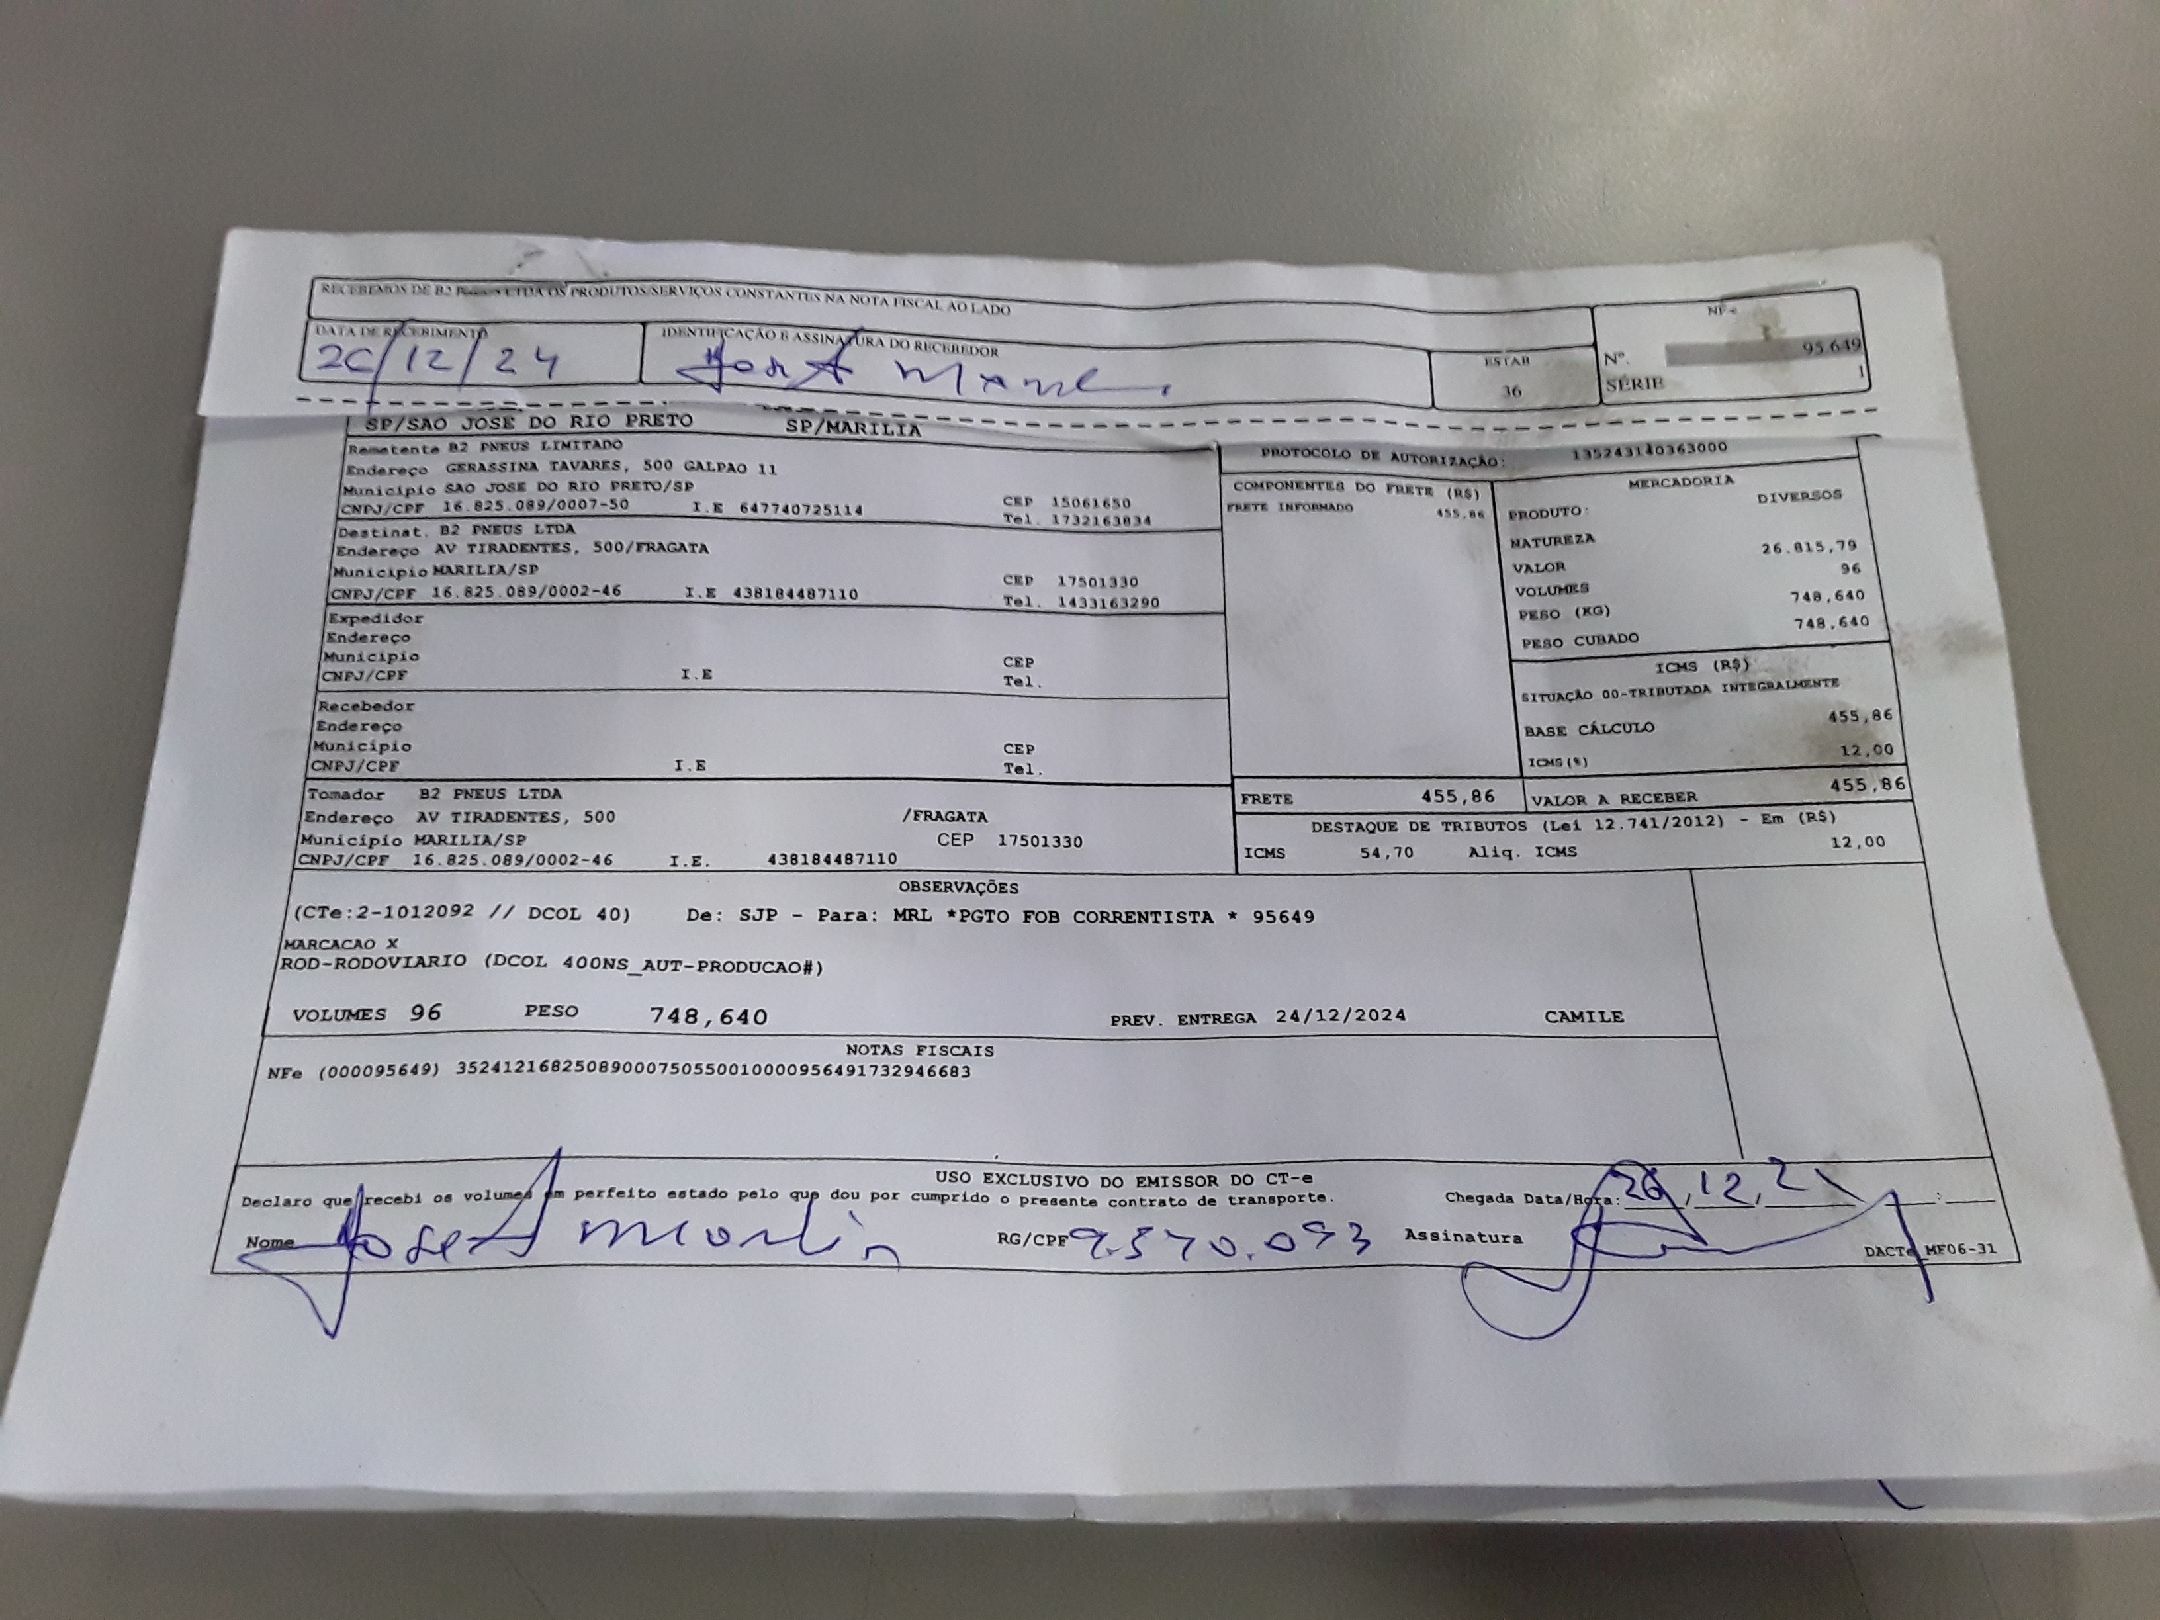 RECEBEMOS DE B2 LTDA OS PRODUTOS/SERVIÇOS CONSTANTES NA NOTA FISCAL AO LADO
NF-e
DATA DE RECEBIMENTO
IDENTIFICAÇÃO E ASSINATURA DO RECEBEDOR
ESTAB
Nº. 95.649
/12/24
36
SÉRIE 1
SP/SAO JOSE DO RIO PRETO SP/MARILIA
Remetente B2 PNEUS LIMITADO
Endereço GERASSINA TAVARES, 500 GALPAO 11
Município SAO JOSE DO RIO PRETO/SP CEP 15061650
CNPJ/CPF 16.825.089/0007-50 I.E 647740725114 Tel. 1732163834
Destinat. B2 PNEUS LTDA
Endereço AV TIRADENTES, 500/FRAGATA
Município MARILIA/SP CEP 17501330
CNPJ/CPF 16.825.089/0002-46 I.E 438184487110 Tel. 1433163290
Expedidor
Endereço
Município CEP
CNPJ/CPF I.E Tel.
Recebedor
Endereço
Município CEP
CNPJ/CPF I.E Tel.
Tomador B2 PNEUS LTDA
Endereço AV TIRADENTES, 500 /FRAGATA
Município MARILIA/SP CEP 17501330
CNPJ/CPF 16.825.089/0002-46 I.E. 438184487110
PROTOCOLO DE AUTORIZAÇÃO: 135243140363000
COMPONENTES DO FRETE (R$)
FRETE INFORMADO 455,86
MERCADORIA
PRODUTO: DIVERSOS
NATUREZA
VALOR 26.815,79
VOLUMES 96
PESO (KG) 748,640
PESO CUBADO 748,640
ICMS (R$)
SITUAÇÃO 00-TRIBUTADA INTEGRALMENTE
BASE CÁLCULO 455,86
ICMS(%) 12,00
FRETE 455,86 VALOR A RECEBER 455,86
DESTAQUE DE TRIBUTOS (Lei 12.741/2012) - Em (R$)
ICMS 54,70 Aliq. ICMS 12,00
OBSERVAÇÕES
(CTe:2-1012092 // DCOL 40) De: SJP - Para: MRL *PGTO FOB CORRENTISTA * 95649
MARCACAO X
ROD-RODOVIARIO (DCOL 400NS_AUT-PRODUCAO#)
VOLUMES 96 PESO 748,640 PREV. ENTREGA 24/12/2024 CAMILE
NOTAS FISCAIS
NFe (000095649) 35241216825089000750550010000956491732946683
USO EXCLUSIVO DO EMISSOR DO CT-e
Declaro que recebi os volumes em perfeito estado pelo que dou por cumprido o presente contrato de transporte. Chegada Data/Hora: 26/12/ :
Nome RG/CPF Assinatura
DACTe_MF06-31